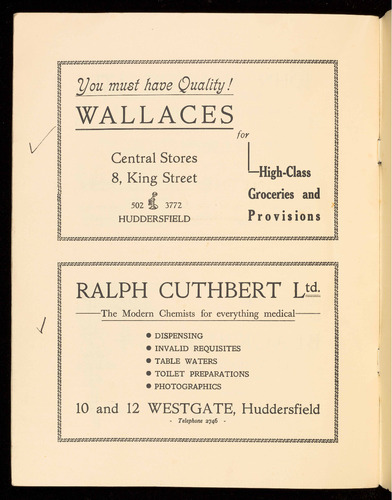 You must have Quality!
WALLACES
for
Central Stores
8, King Street
502 3772
HUDDERSFIELD
High-Class
Groceries and
Provisions
RALPH CUTHBERT Ltd.
The Modern Chemists for everything medical
● DISPENSING
● INVALID REQUISITES
● TABLE WATERS
● TOILET PREPARATIONS
● PHOTOGRAPHICS
10 and 12 WESTGATE, Huddersfield
- Telephone 2746 -